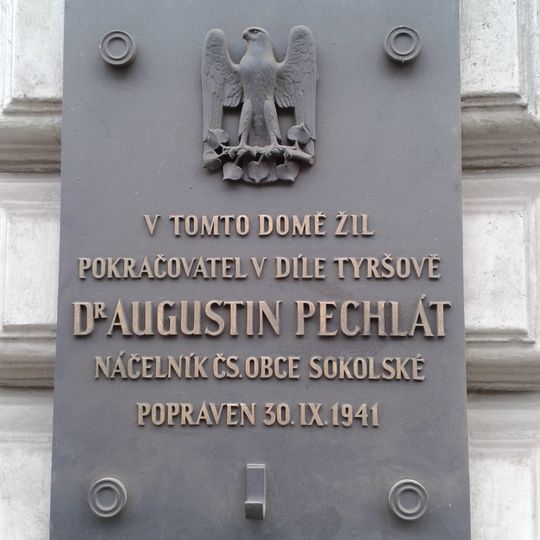 V TOMTO DOMĚ ŽIL
POKRAČOVATEL V DÍLE TYRŠOVĚ
DR AUGUSTIN PECHLÁT
NÁČELNÍK ČS. OBCE SOKOLSKÉ
POPRAVEN 30. IX. 1941